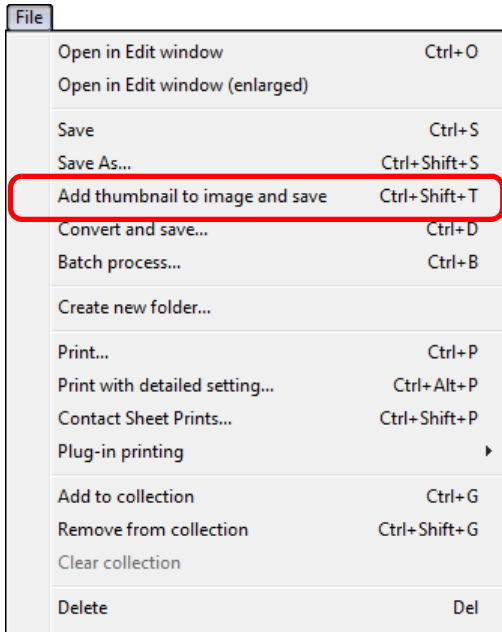 File
Open in Edit window Ctrl+O
Open in Edit window (enlarged)
Save Ctrl+S
Save As... Ctrl+Shift+S
Add thumbnail to image and save Ctrl+Shift+T
Convert and save... Ctrl+D
Batch process... Ctrl+B
Create new folder...
Print... Ctrl+P
Print with detailed setting... Ctrl+Alt+P
Contact Sheet Prints... Ctrl+Shift+P
Plug-in printing
Add to collection Ctrl+G
Remove from collection Ctrl+Shift+G
Clear collection
Delete Del